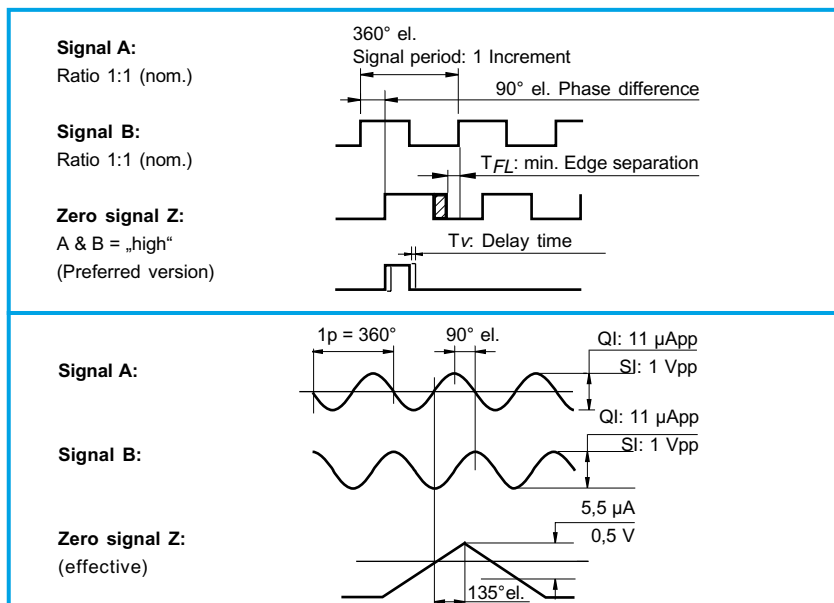 360° el.
Signal A:
Signal period: 1 Increment
Ratio 1:1 (nom.)
90° el. Phase difference
Signal B:
Ratio 1:1 (nom.)
TFL: min. Edge separation
Zero signal Z:
A & B = „high“
Tv: Delay time
(Preferred version)
1p = 360°
90° el.
QI: 11 µApp
SI: 1 Vpp
Signal A:
QI: 11 µApp
SI: 1 Vpp
Signal B:
5,5 µA
0,5 V
Zero signal Z:
(effective)
135°el.